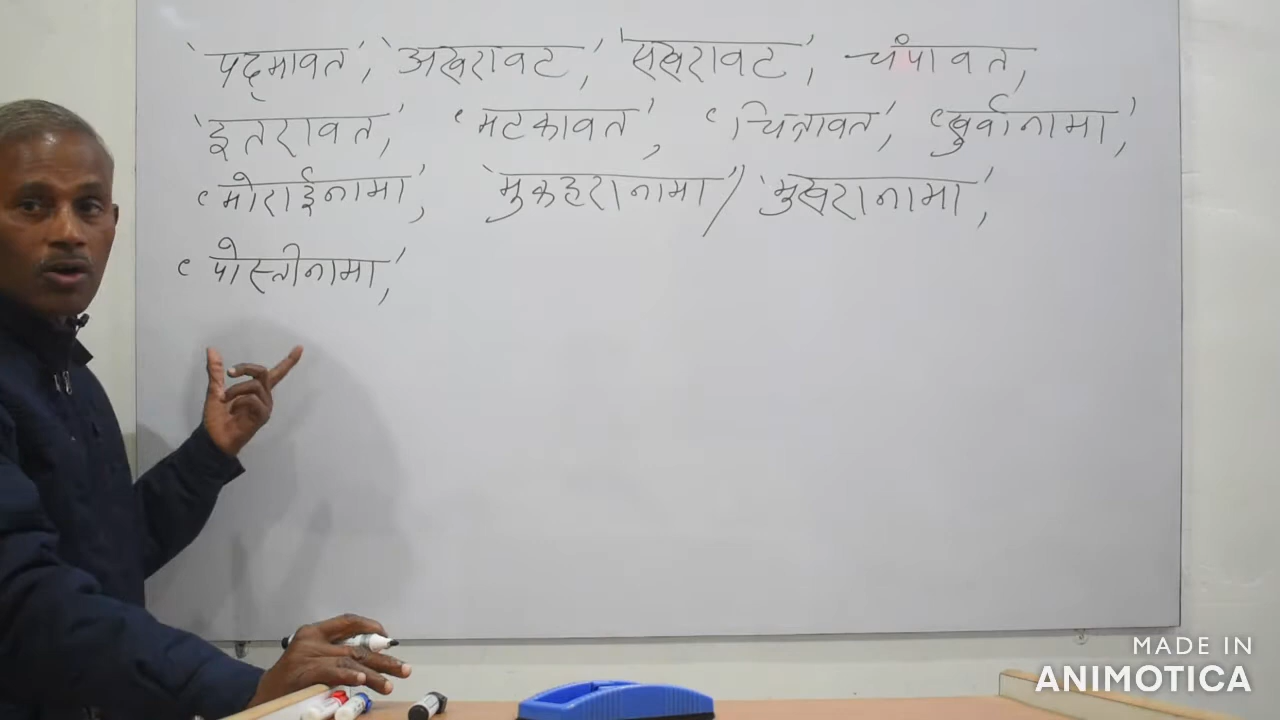 'पद्मावत', 'अखरावट', 'सखरावट', चंपावत,
'इतरावत', 'मटकावत', 'चित्रावत', 'खुर्वानामा',
'मोराईनामा', 'मुकहरानामा' / 'मुखरानामा',
'पोस्तीनामा',
MADE IN
ANIMOTICA